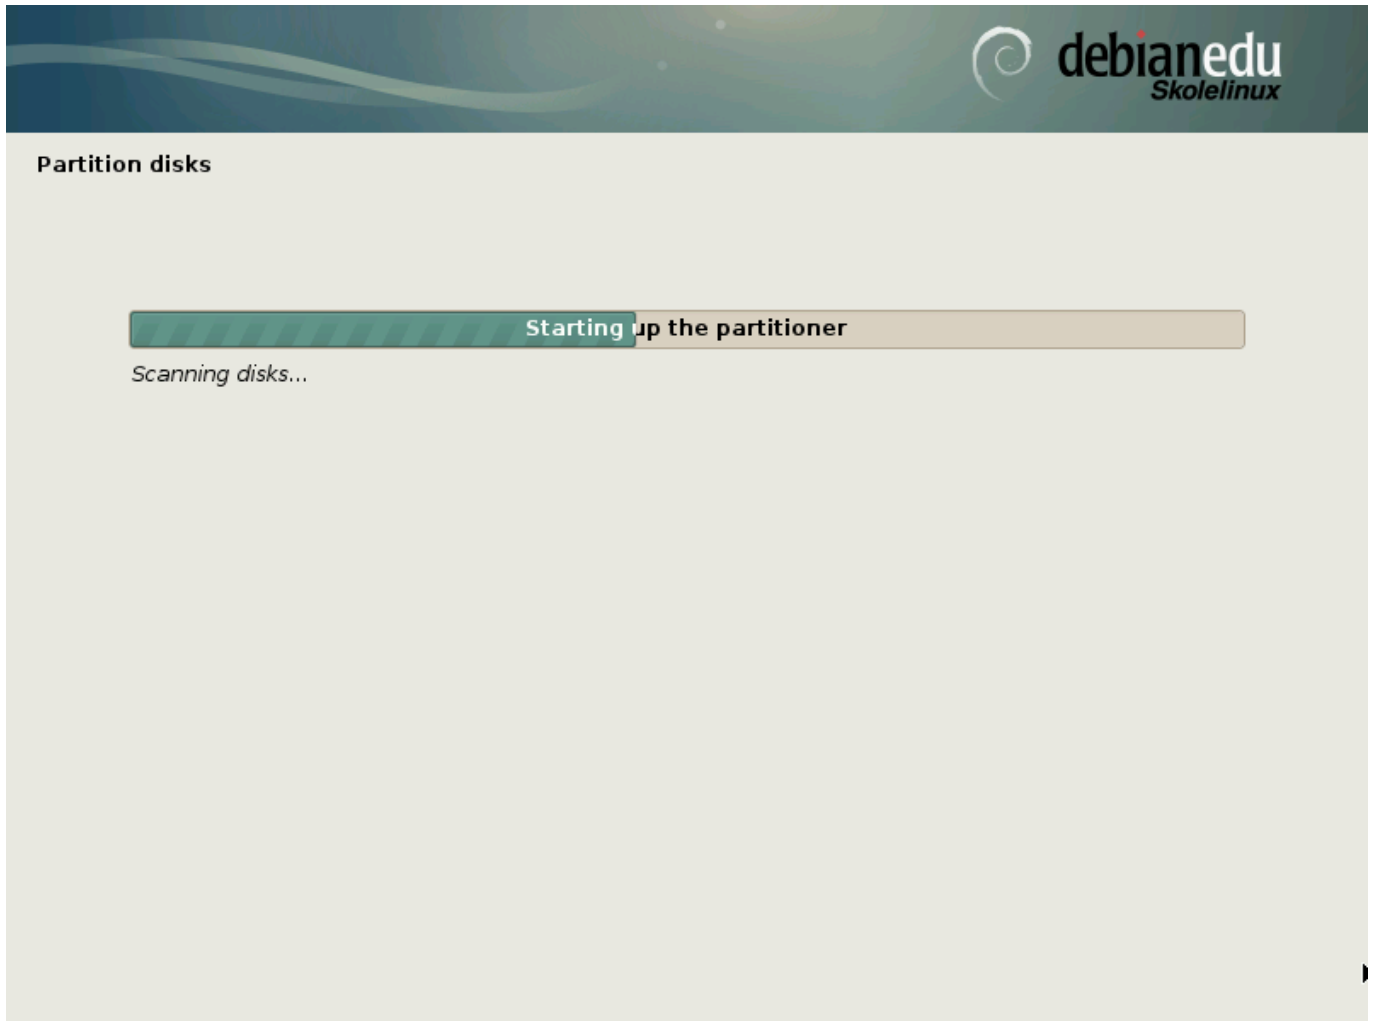 debianedu
Skolelinux
Partition disks
Starting up the partitioner
Scanning disks...